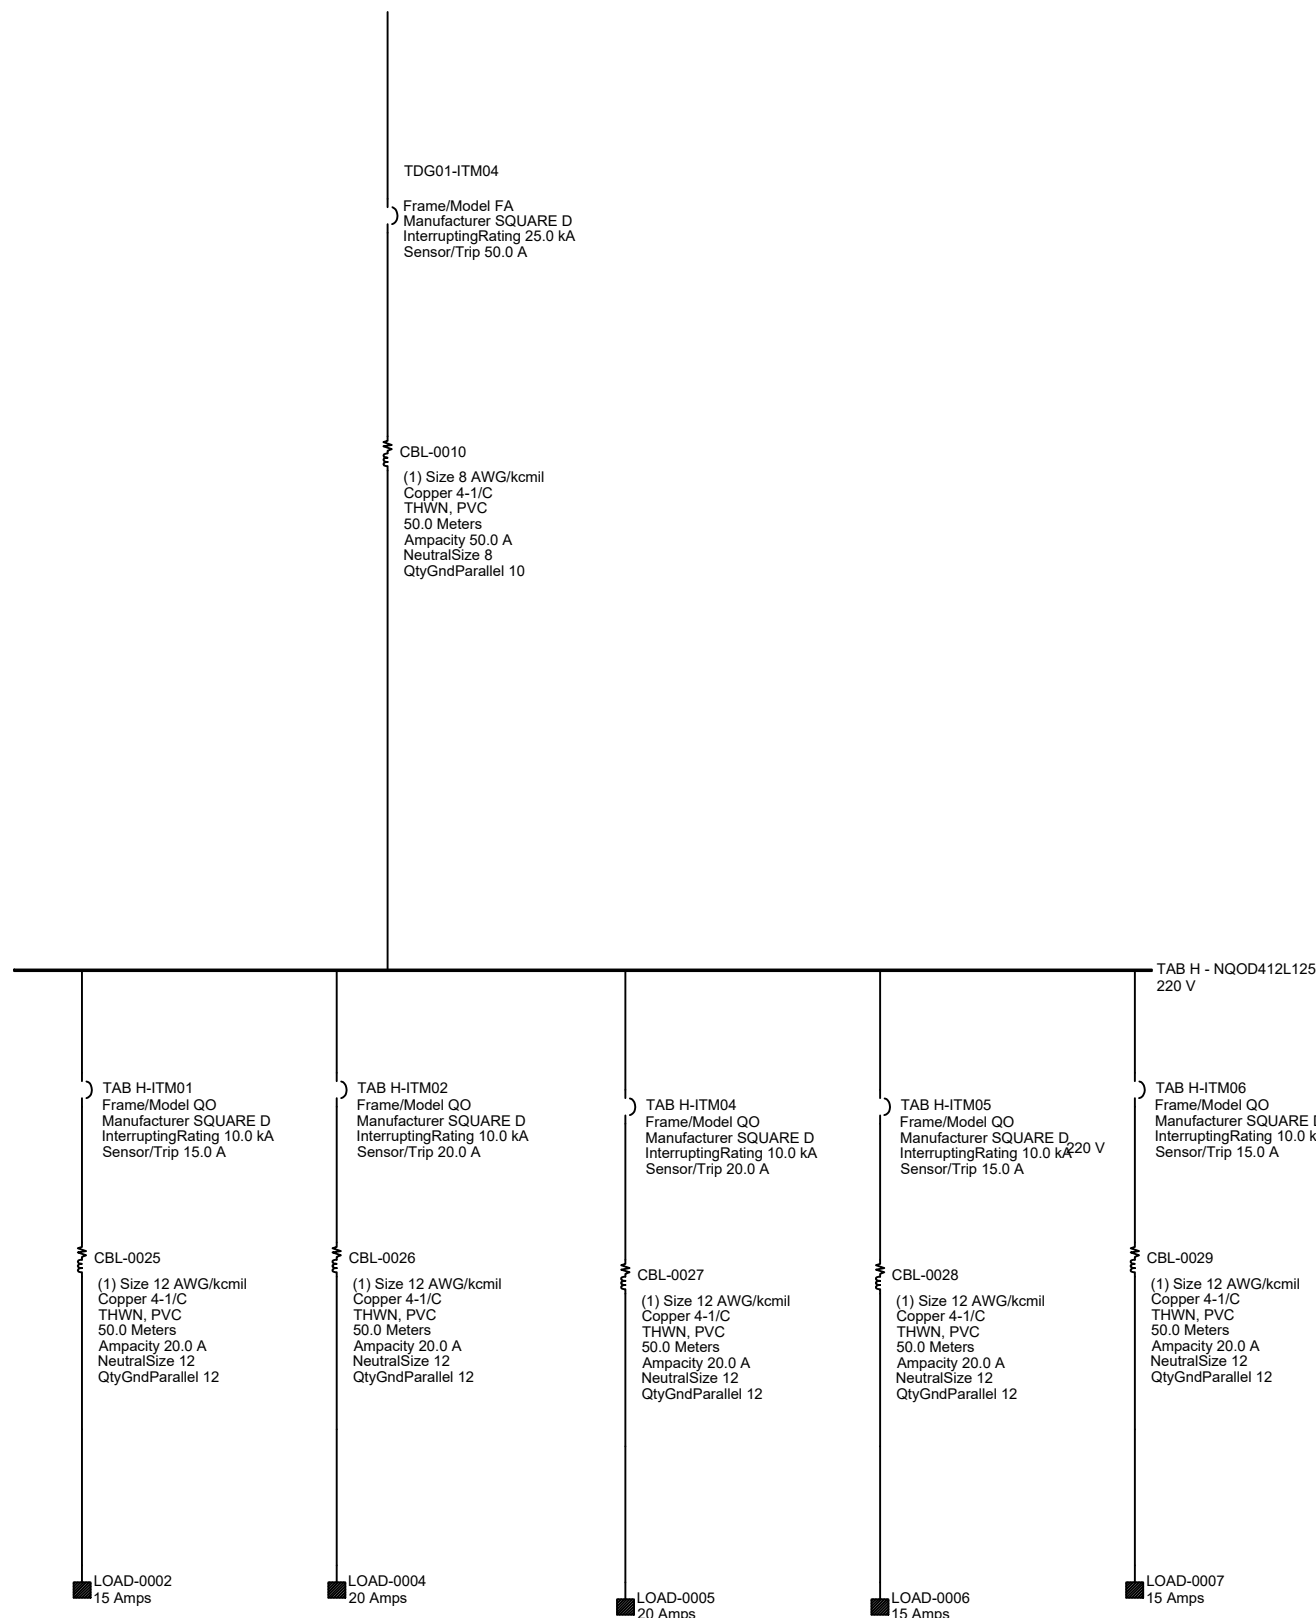 TDG01-ITM04
Frame/Model FA
Manufacturer SQUARE D
InterruptingRating 25.0 kA
Sensor/Trip 50.0 A
CBL-0010
(1) Size 8 AWG/kcmil
Copper 4-1/C
THWN, PVC
50.0 Meters
Ampacity 50.0 A
NeutralSize 8
QtyGndParallel 10
TAB H - NQOD412L125
220 V
TAB H-ITM01
Frame/Model QO
Manufacturer SQUARE D
InterruptingRating 10.0 kA
Sensor/Trip 15.0 A
TAB H-ITM02
Frame/Model QO
Manufacturer SQUARE D
InterruptingRating 10.0 kA
Sensor/Trip 20.0 A
TAB H-ITM04
Frame/Model QO
Manufacturer SQUARE D
InterruptingRating 10.0 kA
Sensor/Trip 20.0 A
TAB H-ITM05
Frame/Model QO
Manufacturer SQUARE D
InterruptingRating 10.0 kA
Sensor/Trip 15.0 A
220 V
TAB H-ITM06
Frame/Model QO
Manufacturer SQUARE D
InterruptingRating 10.0 k
Sensor/Trip 15.0 A
CBL-0025
(1) Size 12 AWG/kcmil
Copper 4-1/C
THWN, PVC
50.0 Meters
Ampacity 20.0 A
NeutralSize 12
QtyGndParallel 12
CBL-0026
(1) Size 12 AWG/kcmil
Copper 4-1/C
THWN, PVC
50.0 Meters
Ampacity 20.0 A
NeutralSize 12
QtyGndParallel 12
CBL-0027
(1) Size 12 AWG/kcmil
Copper 4-1/C
THWN, PVC
50.0 Meters
Ampacity 20.0 A
NeutralSize 12
QtyGndParallel 12
CBL-0028
(1) Size 12 AWG/kcmil
Copper 4-1/C
THWN, PVC
50.0 Meters
Ampacity 20.0 A
NeutralSize 12
QtyGndParallel 12
CBL-0029
(1) Size 12 AWG/kcmil
Copper 4-1/C
THWN, PVC
50.0 Meters
Ampacity 20.0 A
NeutralSize 12
QtyGndParallel 12
LOAD-0002
15 Amps
LOAD-0004
20 Amps
LOAD-0005
20 Amps
LOAD-0006
15 Amps
LOAD-0007
15 Amps